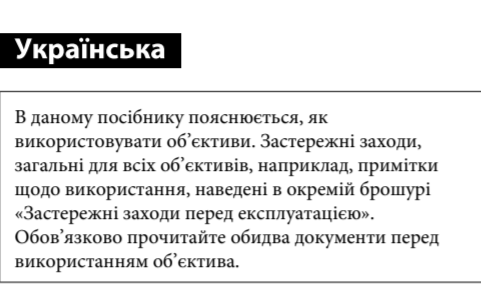 Українська
В даному посібнику пояснюється, як
використовувати об’єктиви. Застережні заходи,
загальні для всіх об’єктивів, наприклад, примітки
щодо використання, наведені в окремій брошурі
«Застережні заходи перед експлуатацією».
Обов’язково прочитайте обидва документи перед
використанням об’єктива.